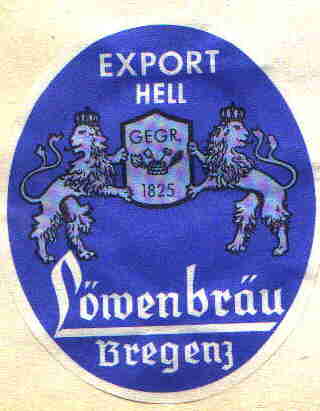 EXPORT
HELL
GEGR.
1825
Löwenbräu
Bregenz